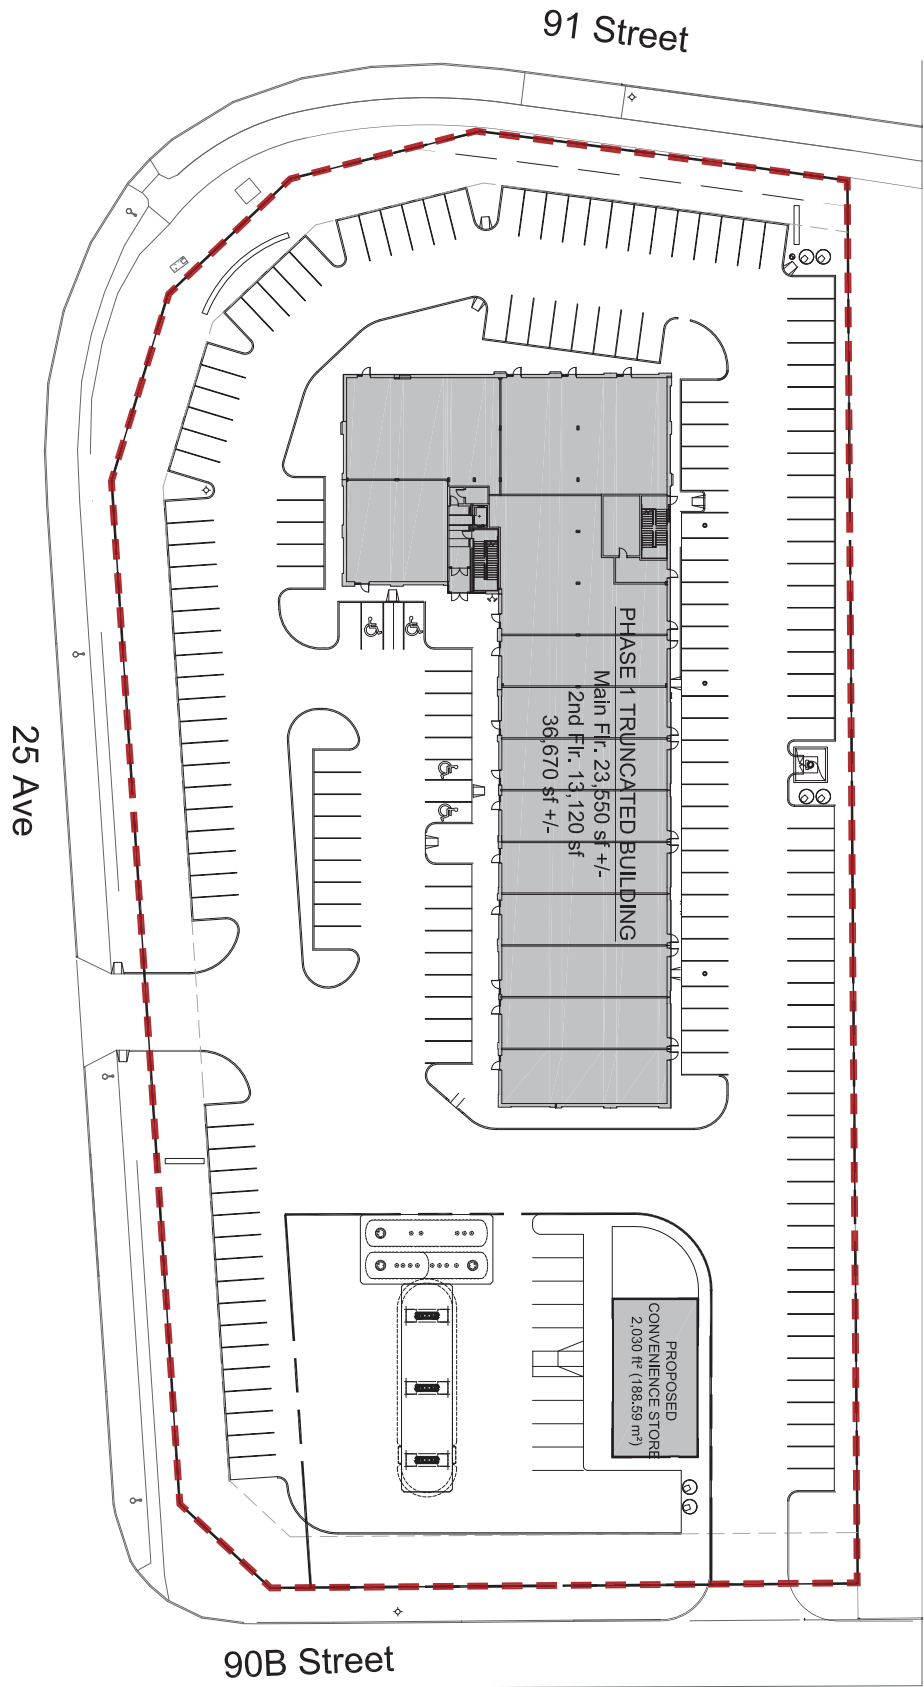 91 Street
25 Ave
PHASE 1 TRUNCATED BUILDING
Main Flr. 23,550 sf +/-
2nd Flr. 13,120 sf
36,670 sf +/-
PROPOSED
CONVENIENCE STORE
2,030 ft² (188.59 m²)
90B Street